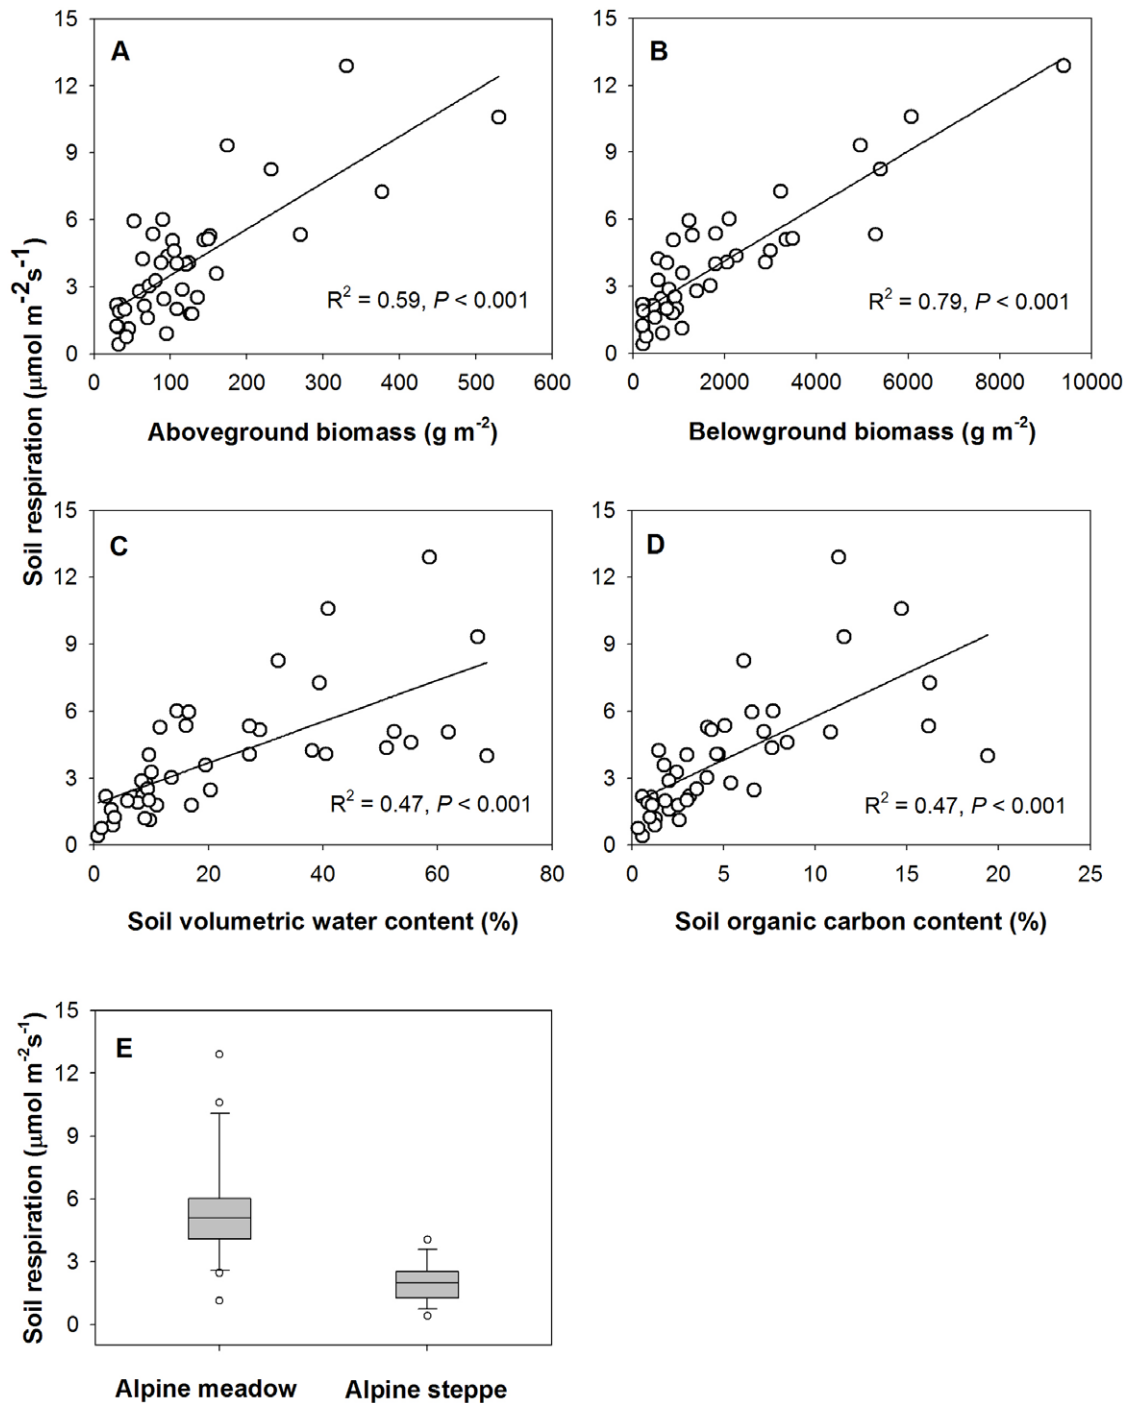 Soil respiration (μmol m⁻²s⁻¹)
A
15
12
9
6
3
0
R² = 0.59, P < 0.001
0 100 200 300 400 500 600
Aboveground biomass (g m⁻²)
B
15
12
9
6
3
0
R² = 0.79, P < 0.001
0 2000 4000 6000 8000 10000
Belowground biomass (g m⁻²)
C
15
12
9
6
3
0
R² = 0.47, P < 0.001
0 20 40 60 80
Soil volumetric water content (%)
D
15
12
9
6
3
0
R² = 0.47, P < 0.001
0 5 10 15 20 25
Soil organic carbon content (%)
Soil respiration (μmol m⁻²s⁻¹)
E
15
12
9
6
3
0
Alpine meadow Alpine steppe